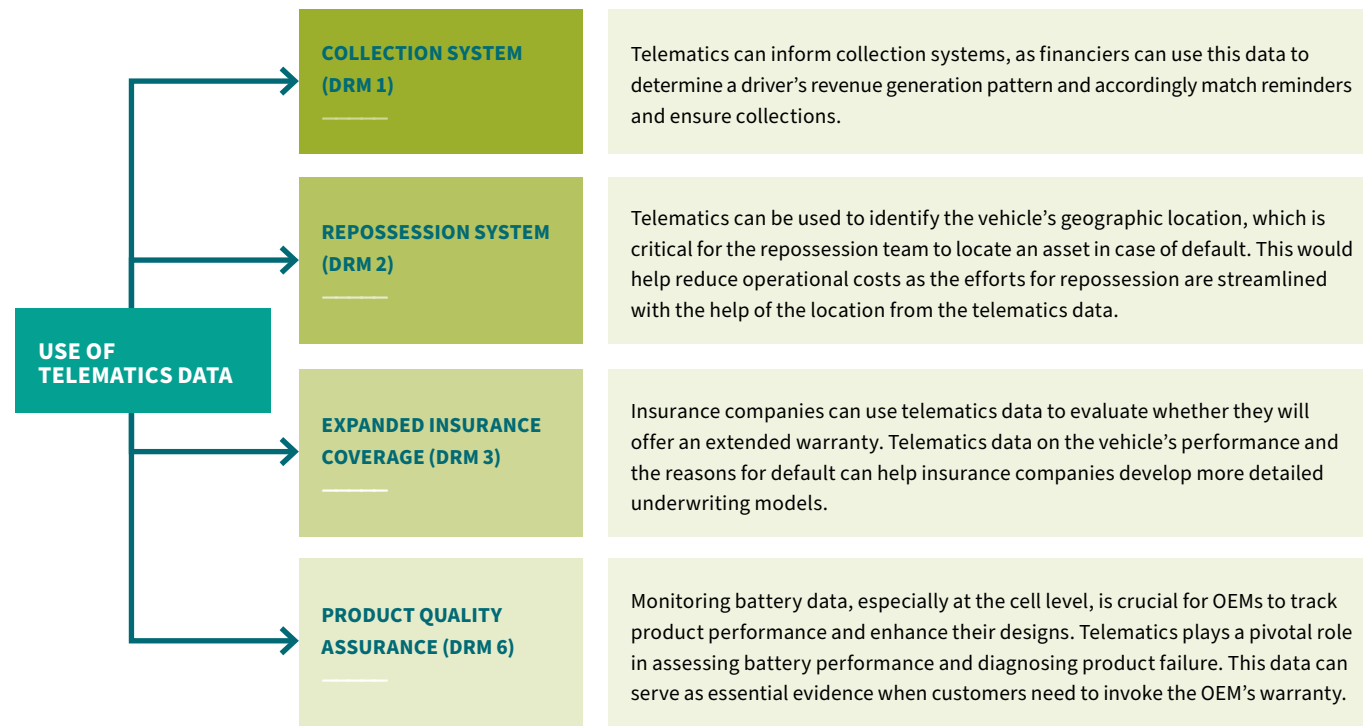 COLLECTION SYSTEM
(DRM 1)
Telematics can inform collection systems, as financiers can use this data to
determine a driver’s revenue generation pattern and accordingly match reminders
and ensure collections.
REPOSSESSION SYSTEM
(DRM 2)
Telematics can be used to identify the vehicle’s geographic location, which is
critical for the repossession team to locate an asset in case of default. This would
help reduce operational costs as the efforts for repossession are streamlined
with the help of the location from the telematics data.
USE OF
TELEMATICS DATA
EXPANDED INSURANCE
COVERAGE (DRM 3)
Insurance companies can use telematics data to evaluate whether they will
offer an extended warranty. Telematics data on the vehicle’s performance and
the reasons for default can help insurance companies develop more detailed
underwriting models.
PRODUCT QUALITY
ASSURANCE (DRM 6)
Monitoring battery data, especially at the cell level, is crucial for OEMs to track
product performance and enhance their designs. Telematics plays a pivotal role
in assessing battery performance and diagnosing product failure. This data can
serve as essential evidence when customers need to invoke the OEM’s warranty.